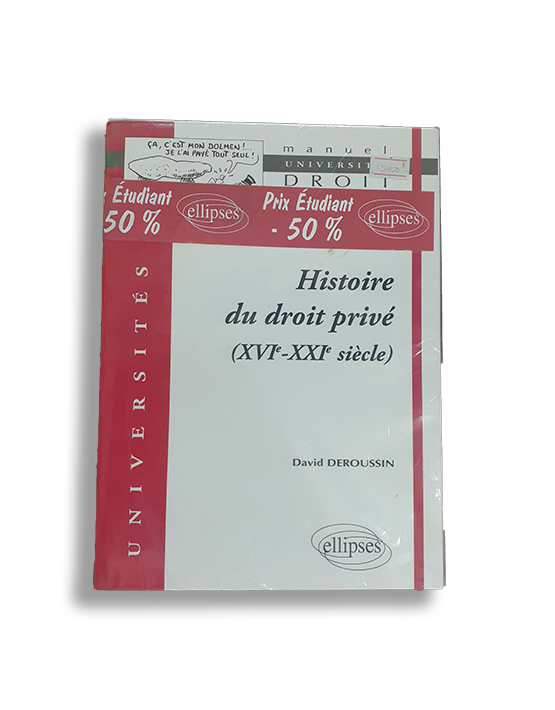 ÇA, C'EST MON DOLMEN !...
JE L'AI PAYÉ TOUT SEUL !
manuel
UNIVERSIT
DROIT
Étudiant
50 %
ellipses
Prix Étudiant
- 50 %
ellipses
UNIVERSITÉS
Histoire
du droit privé
(XVIe-XXIe siècle)
David DEROUSSIN
ellipses